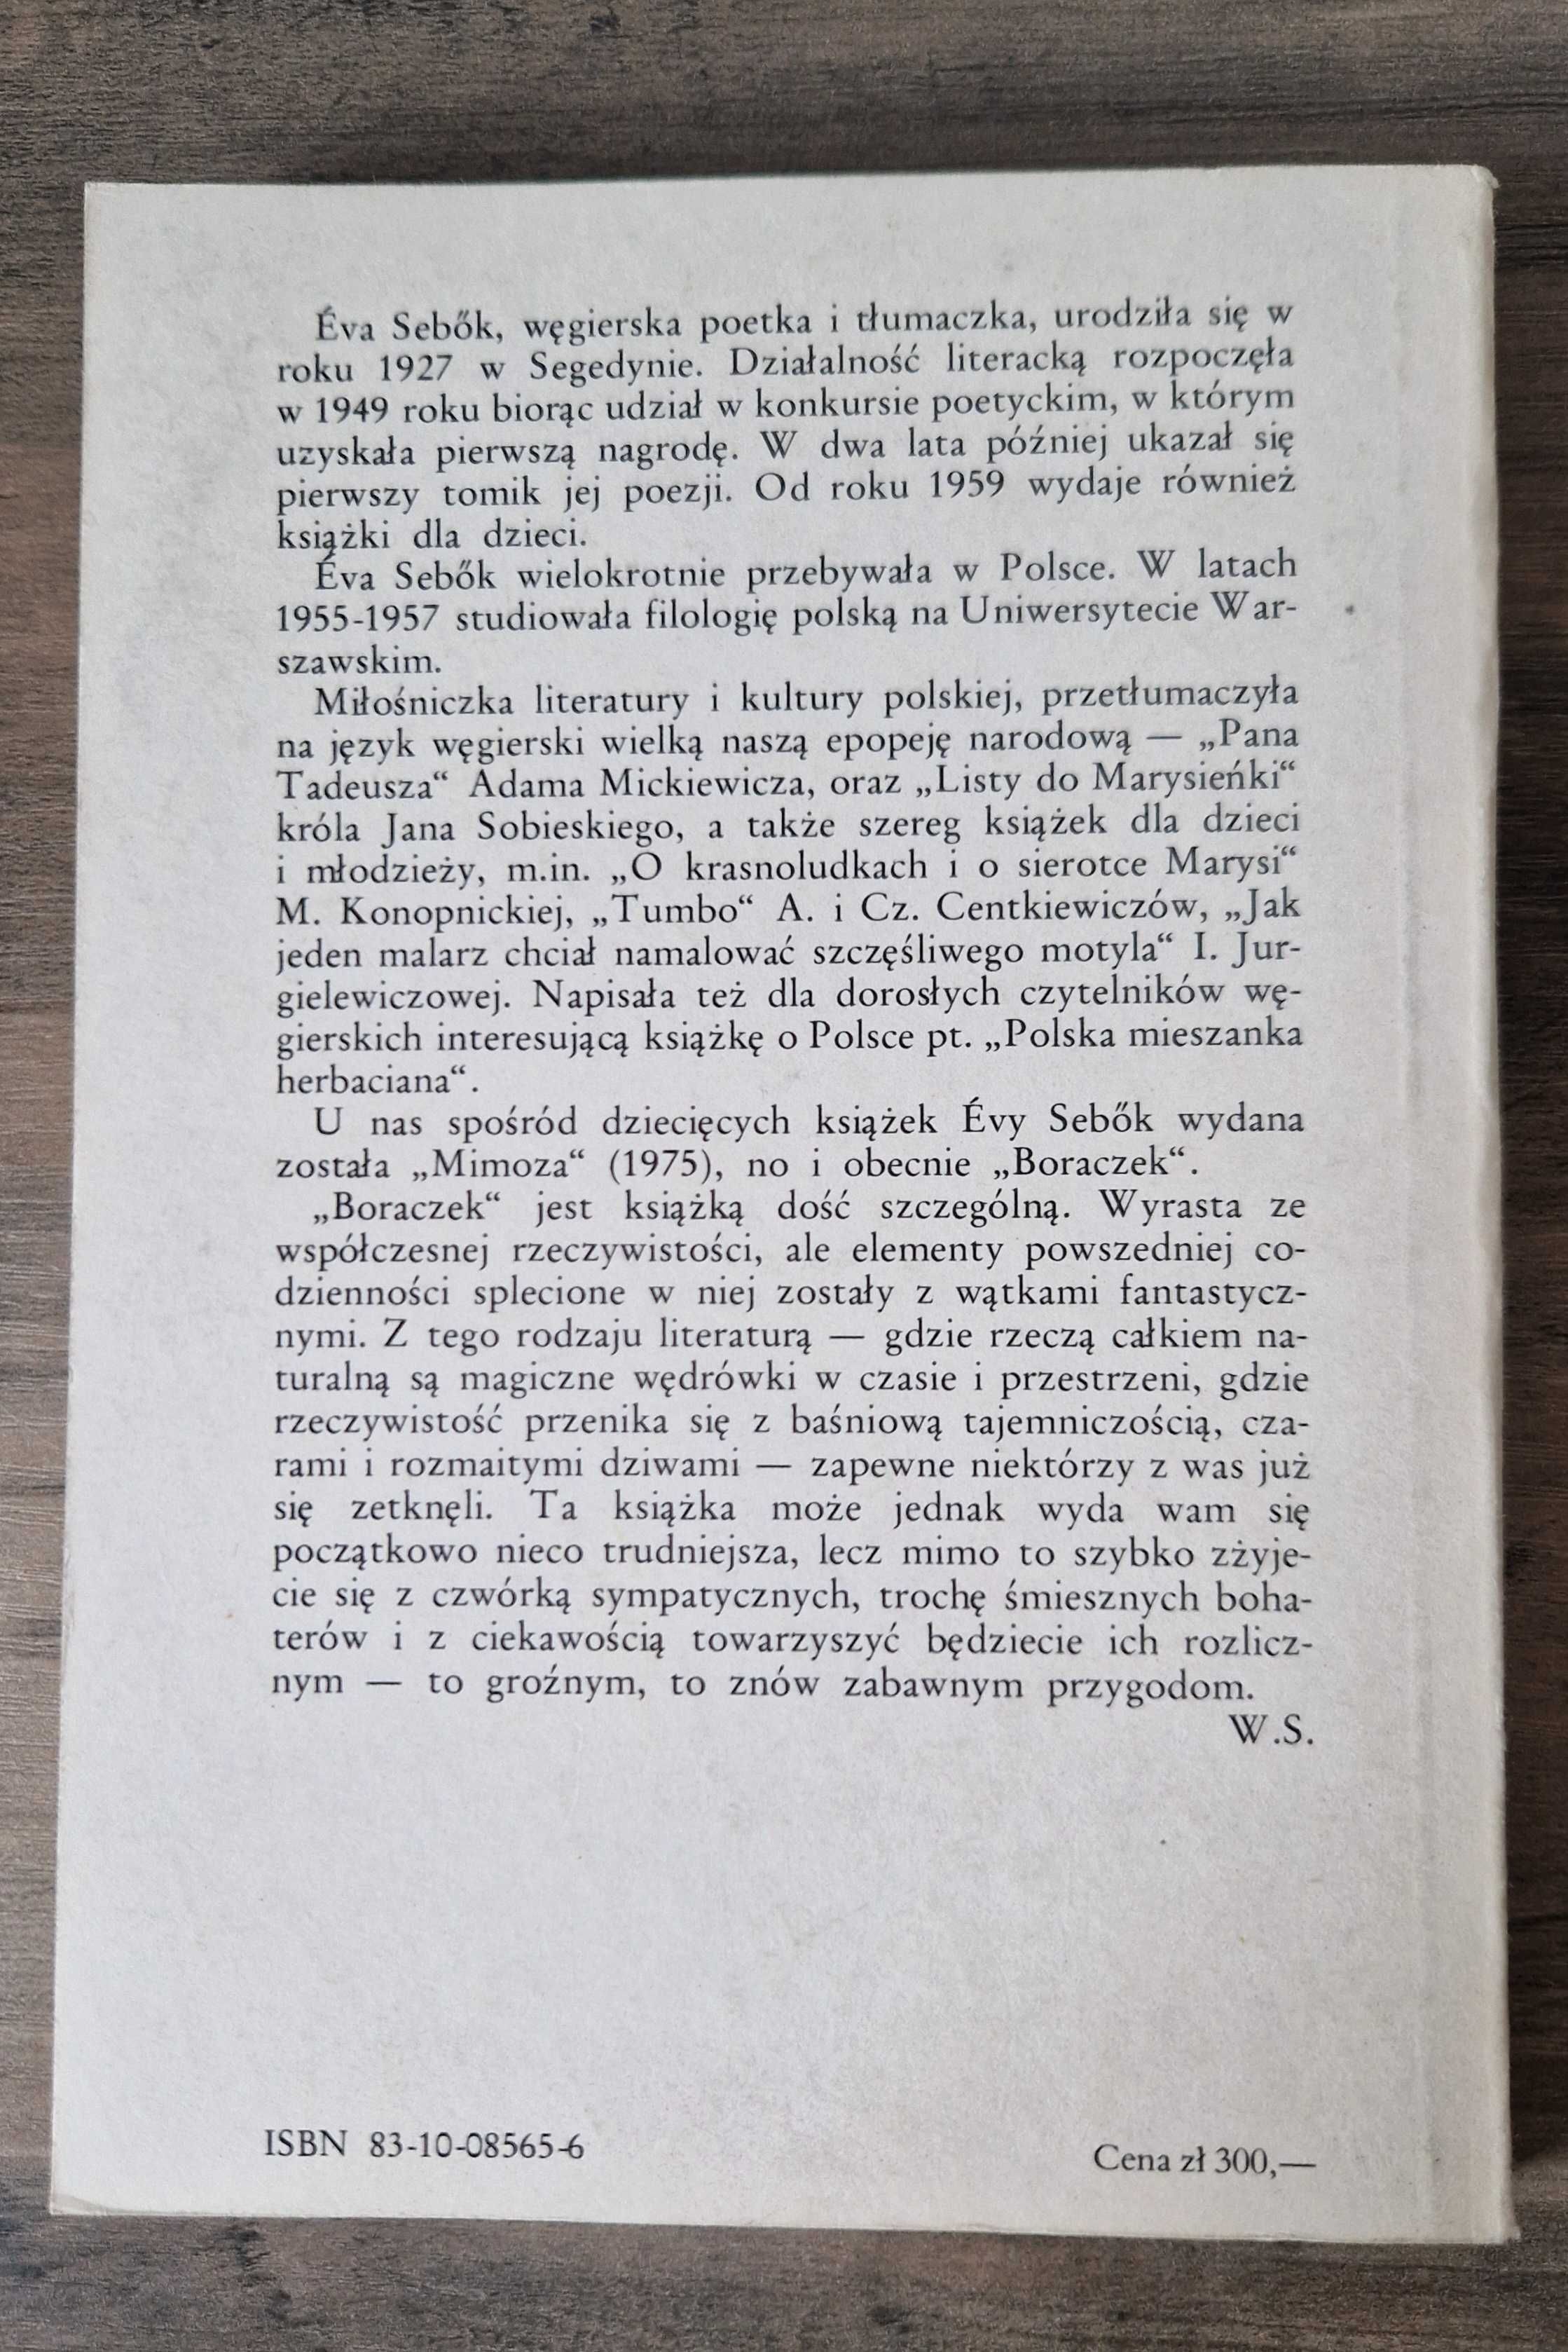 Éva Sebők, węgierska poetka i tłumaczka, urodziła się w
roku 1927 w Segedynie. Działalność literacką rozpoczęła
w 1949 roku biorąc udział w konkursie poetyckim, w którym
uzyskała pierwszą nagrodę. W dwa lata później ukazał się
pierwszy tomik jej poezji. Od roku 1959 wydaje również
książki dla dzieci.
Éva Sebők wielokrotnie przebywała w Polsce. W latach
1955-1957 studiowała filologię polską na Uniwersytecie War-
szawskim.
Miłośniczka literatury i kultury polskiej, przetłumaczyła
na język węgierski wielką naszą epopeję narodową — „Pana
Tadeusza“ Adama Mickiewicza, oraz „Listy do Marysieńki“
króla Jana Sobieskiego, a także szereg książek dla dzieci
i młodzieży, m.in. „O krasnoludkach i o sierotce Marysi“
M. Konopnickiej, „Tumbo“ A. i Cz. Centkiewiczów, „Jak
jeden malarz chciał namalować szczęśliwego motyla“ I. Jur-
gielewiczowej. Napisała też dla dorosłych czytelników wę-
gierskich interesującą książkę o Polsce pt. „Polska mieszanka
herbaciana“.
U nas spośród dziecięcych książek Évy Sebők wydana
została „Mimoza“ (1975), no i obecnie „Boraczek“.
„Boraczek“ jest książką dość szczególną. Wyrasta ze
współczesnej rzeczywistości, ale elementy powszedniej co-
dzienności splecione w niej zostały z wątkami fantastycz-
nymi. Z tego rodzaju literaturą — gdzie rzeczą całkiem na-
turalną są magiczne wędrówki w czasie i przestrzeni, gdzie
rzeczywistość przenika się z baśniową tajemniczością, cza-
rami i rozmaitymi dziwami — zapewne niektórzy z was już
się zetknęli. Ta książka może jednak wyda wam się
początkowo nieco trudniejsza, lecz mimo to szybko zżyje-
cie się z czwórką sympatycznych, trochę śmiesznych boha-
terów i z ciekawością towarzyszyć będziecie ich rozlicz-
nym — to groźnym, to znów zabawnym przygodom.
W.S.
ISBN 83-10-08565-6
Cena zł 300,—